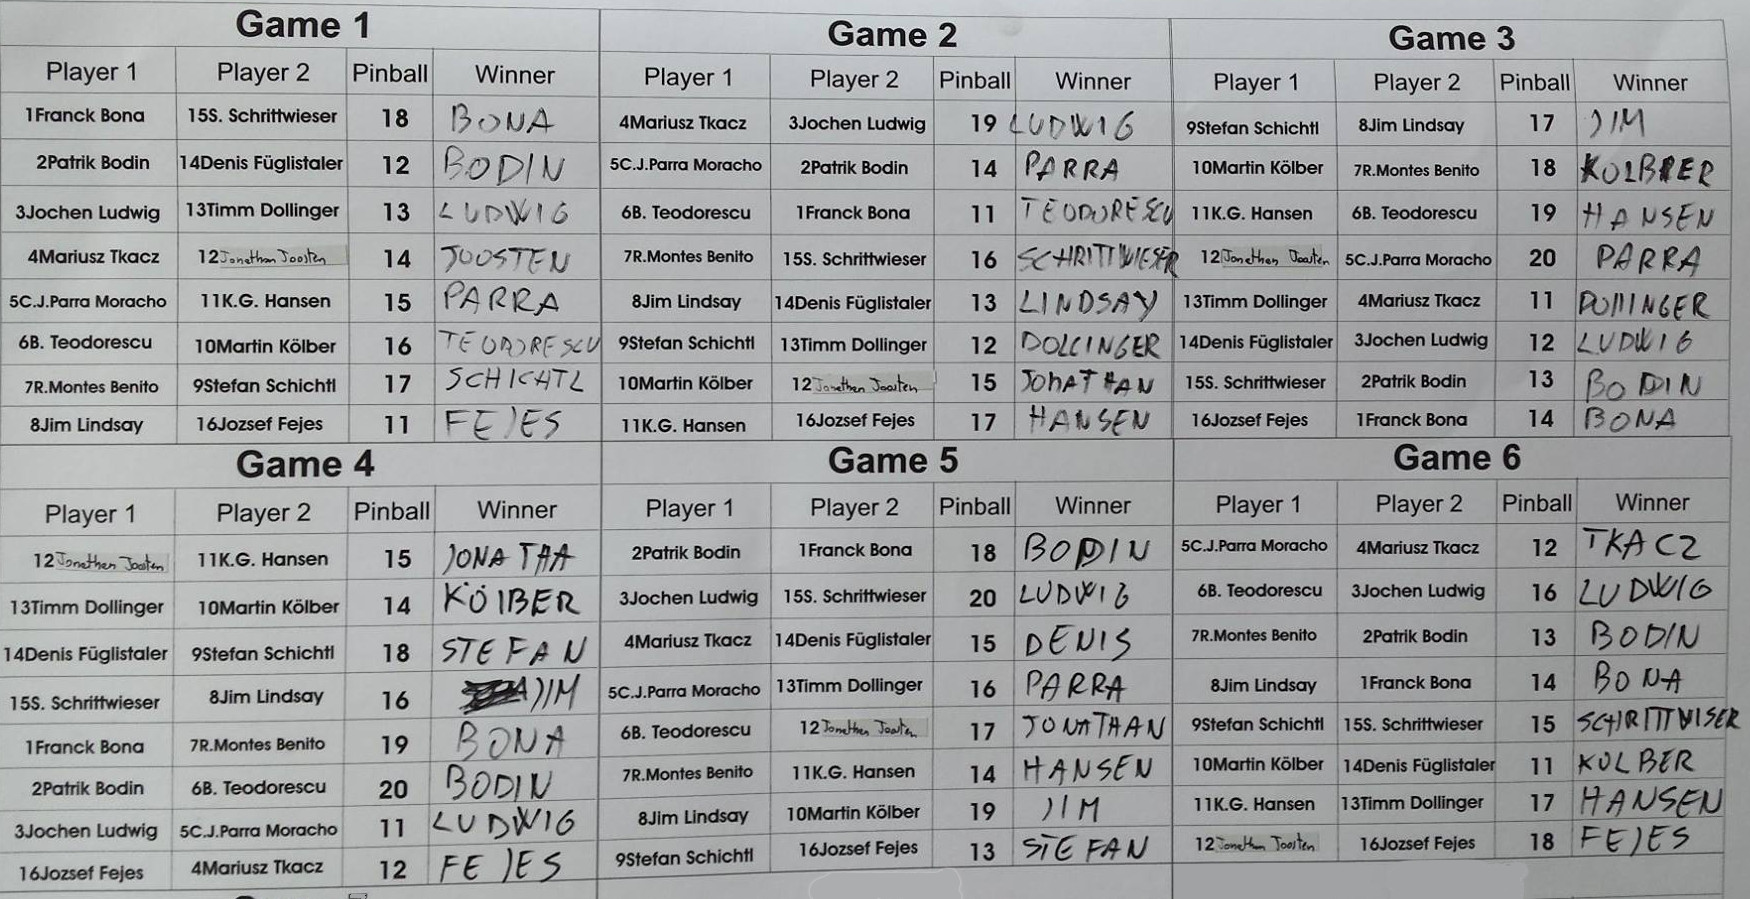 Game 1
Player 1 Player 2 Pinball Winner
1Franck Bona 15S. Schrittwieser 18 BONA
2Patrik Bodin 14Denis Füglistaler 12 BODIN
3Jochen Ludwig 13Timm Dollinger 13 LUDWIG
4Mariusz Tkacz 12Jonathan Joosten 14 JOOSTEN
5C.J.Parra Moracho 11K.G. Hansen 15 PARRA
6B. Teodorescu 10Martin Kölber 16 TEODORESCU
7R.Montes Benito 9Stefan Schichtl 17 SCHICHTL
8Jim Lindsay 16Jozsef Fejes 11 FEJES
Game 2
Player 1 Player 2 Pinball Winner
4Mariusz Tkacz 3Jochen Ludwig 19 LUDWIG
5C.J.Parra Moracho 2Patrik Bodin 14 PARRA
6B. Teodorescu 1Franck Bona 11 TEODORESCU
7R.Montes Benito 15S. Schrittwieser 16 SCHRITTWIESER
8Jim Lindsay 14Denis Füglistaler 13 LINDSAY
9Stefan Schichtl 13Timm Dollinger 12 DOLLINGER
10Martin Kölber 12Jonathan Joosten 15 JONATHAN
11K.G. Hansen 16Jozsef Fejes 17 HANSEN
Game 3
Player 1 Player 2 Pinball Winner
9Stefan Schichtl 8Jim Lindsay 17 JIM
10Martin Kölber 7R.Montes Benito 18 KOLBER
11K.G. Hansen 6B. Teodorescu 19 HANSEN
12Jonathan Joosten 5C.J.Parra Moracho 20 PARRA
13Timm Dollinger 4Mariusz Tkacz 11 DOLLINGER
14Denis Füglistaler 3Jochen Ludwig 12 LUDWIG
15S. Schrittwieser 2Patrik Bodin 13 BODIN
16Jozsef Fejes 1Franck Bona 14 BONA
Game 4
Player 1 Player 2 Pinball Winner
12Jonathan Joosten 11K.G. Hansen 15 JONATHA
13Timm Dollinger 10Martin Kölber 14 KÖLBER
14Denis Füglistaler 9Stefan Schichtl 18 STEFAN
15S. Schrittwieser 8Jim Lindsay 16 JIM
1Franck Bona 7R.Montes Benito 19 BONA
2Patrik Bodin 6B. Teodorescu 20 BODIN
3Jochen Ludwig 5C.J.Parra Moracho 11 LUDWIG
16Jozsef Fejes 4Mariusz Tkacz 12 FEJES
Game 5
Player 1 Player 2 Pinball Winner
2Patrik Bodin 1Franck Bona 18 BODIN
3Jochen Ludwig 15S. Schrittwieser 20 LUDWIG
4Mariusz Tkacz 14Denis Füglistaler 15 DENIS
5C.J.Parra Moracho 13Timm Dollinger 16 PARRA
6B. Teodorescu 12Jonathan Joosten 17 JONATHAN
7R.Montes Benito 11K.G. Hansen 14 HANSEN
8Jim Lindsay 10Martin Kölber 19 JIM
9Stefan Schichtl 16Jozsef Fejes 13 STEFAN
Game 6
Player 1 Player 2 Pinball Winner
5C.J.Parra Moracho 4Mariusz Tkacz 12 TKACZ
6B. Teodorescu 3Jochen Ludwig 16 LUDWIG
7R.Montes Benito 2Patrik Bodin 13 BODIN
8Jim Lindsay 1Franck Bona 14 BONA
9Stefan Schichtl 15S. Schrittwieser 15 SCHRITTWISER
10Martin Kölber 14Denis Füglistaler 11 KOLBER
11K.G. Hansen 13Timm Dollinger 17 HANSEN
12Jonathan Joosten 16Jozsef Fejes 18 FEJES